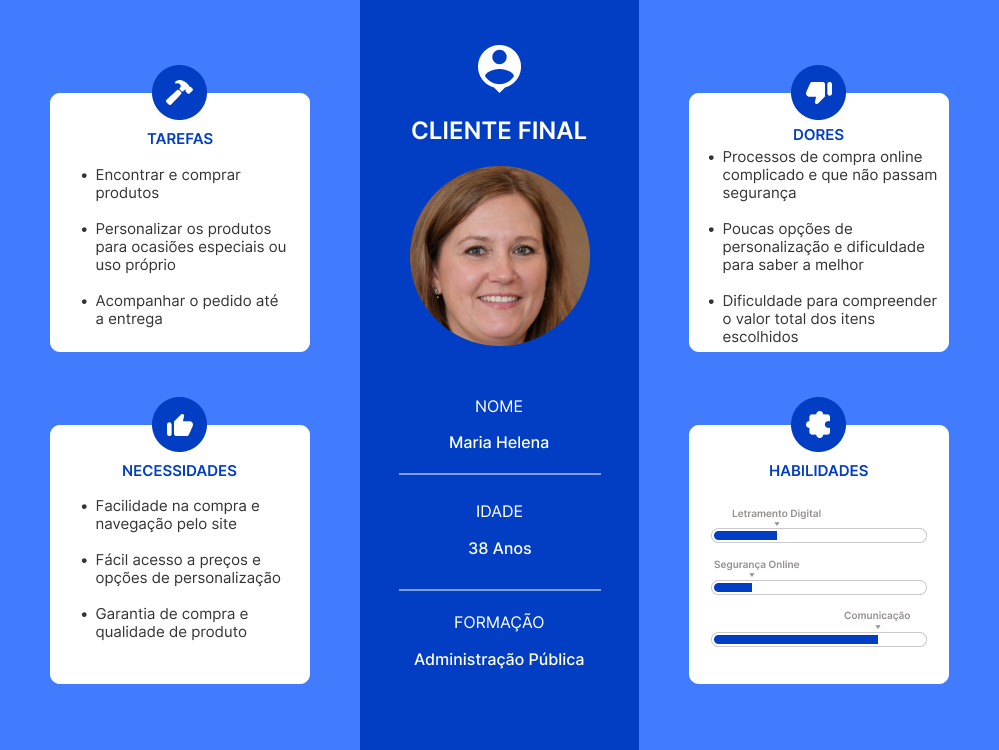 TAREFAS
• Encontrar e comprar
produtos
• Personalizar os produtos
para ocasiões especiais ou
uso próprio
• Acompanhar o pedido até
a entrega
NECESSIDADES
• Facilidade na compra e
navegação pelo site
• Fácil acesso a preços e
opções de personalização
• Garantia de compra e
qualidade de produto
CLIENTE FINAL
NOME
Maria Helena
IDADE
38 Anos
FORMAÇÃO
Administração Pública
DORES
• Processos de compra online
complicado e que não passam
segurança
• Poucas opções de
personalização e dificuldade
para saber a melhor
• Dificuldade para compreender
o valor total dos itens
escolhidos
HABILIDADES
Letramento Digital
Segurança Online
Comunicação